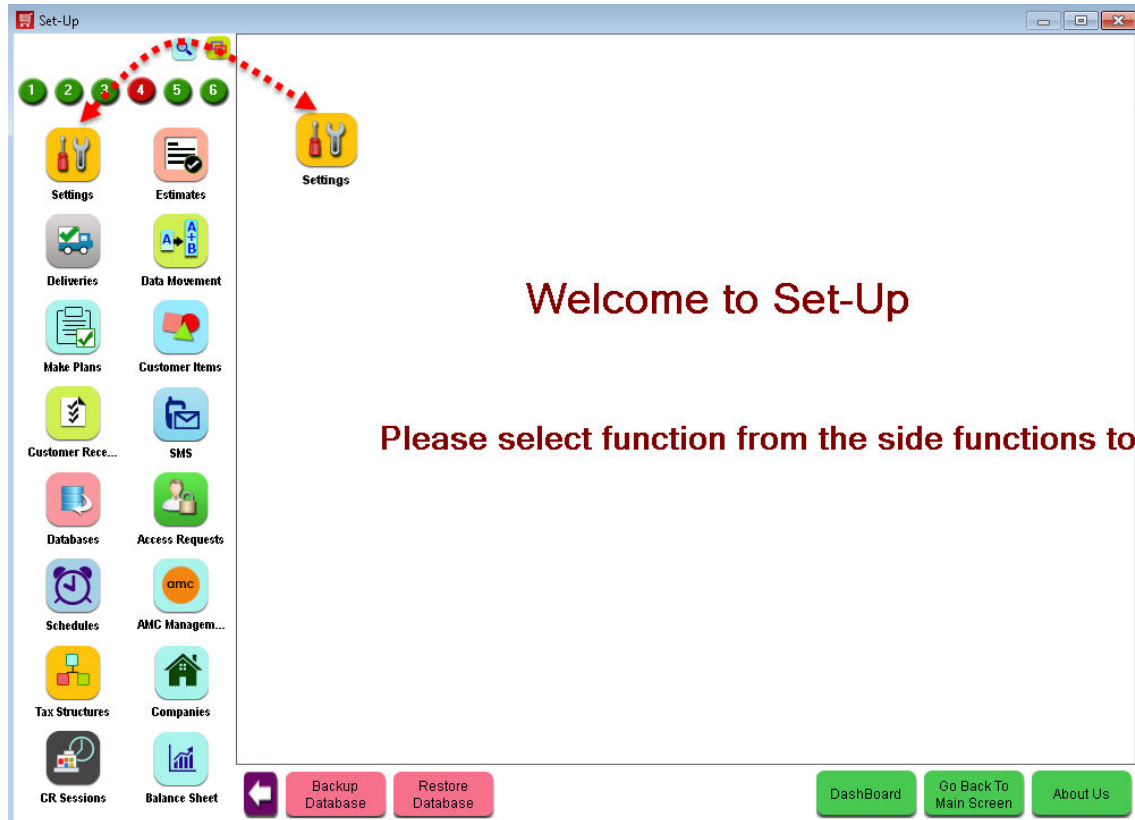 Set-Up
1 2 3 4 5 6
Settings
Estimates
Settings
Deliveries
Data Movement
A
A
+
B
Welcome to Set-Up
Make Plans
Customer Items
Please select function from the side functions to
Customer Rece...
SMS
Databases
Access Requests
amc
Schedules
AMC Managem...
Tax Structures
Companies
CR Sessions
Balance Sheet
Backup
Database
Restore
Database
DashBoard
Go Back To
Main Screen
About Us